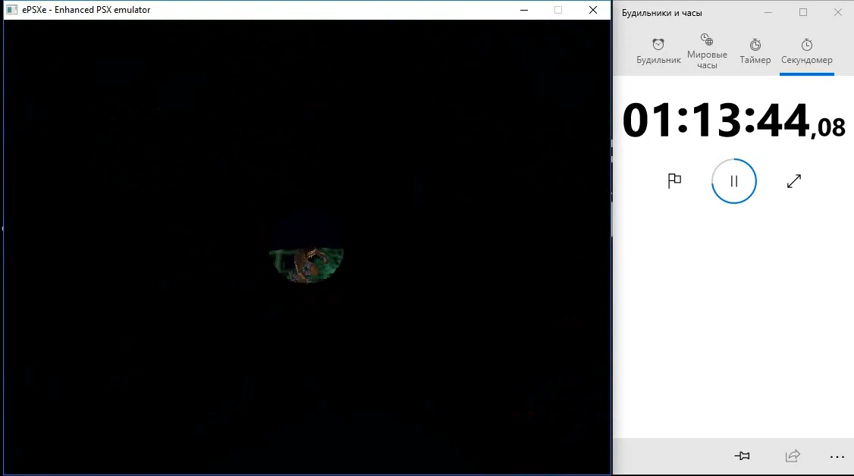 ePSXe - Enhanced PSX emulator
Будильники и часы
Будильник
Мировые часы
Таймер
Секундомер
01:13:44,08